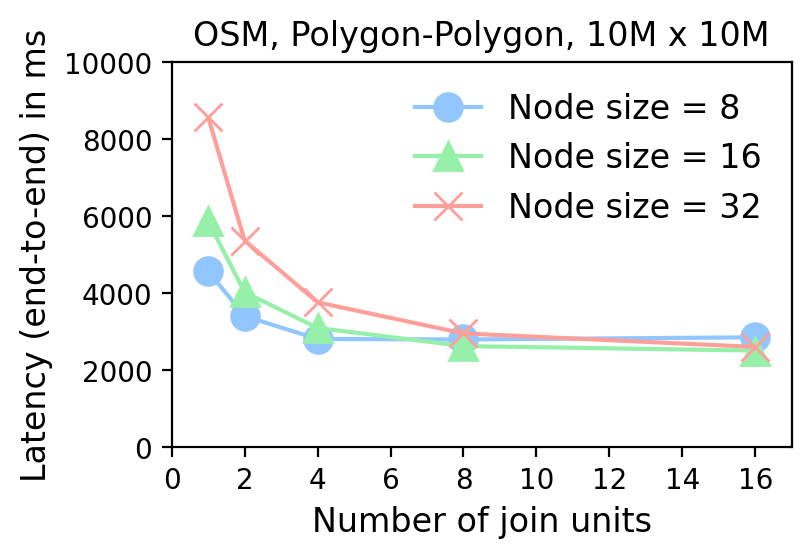 OSM, Polygon-Polygon, 10M x 10M
Latency (end-to-end) in ms
10000
8000
6000
4000
2000
0
Node size = 8
Node size = 16
Node size = 32
0 2 4 6 8 10 12 14 16
Number of join units